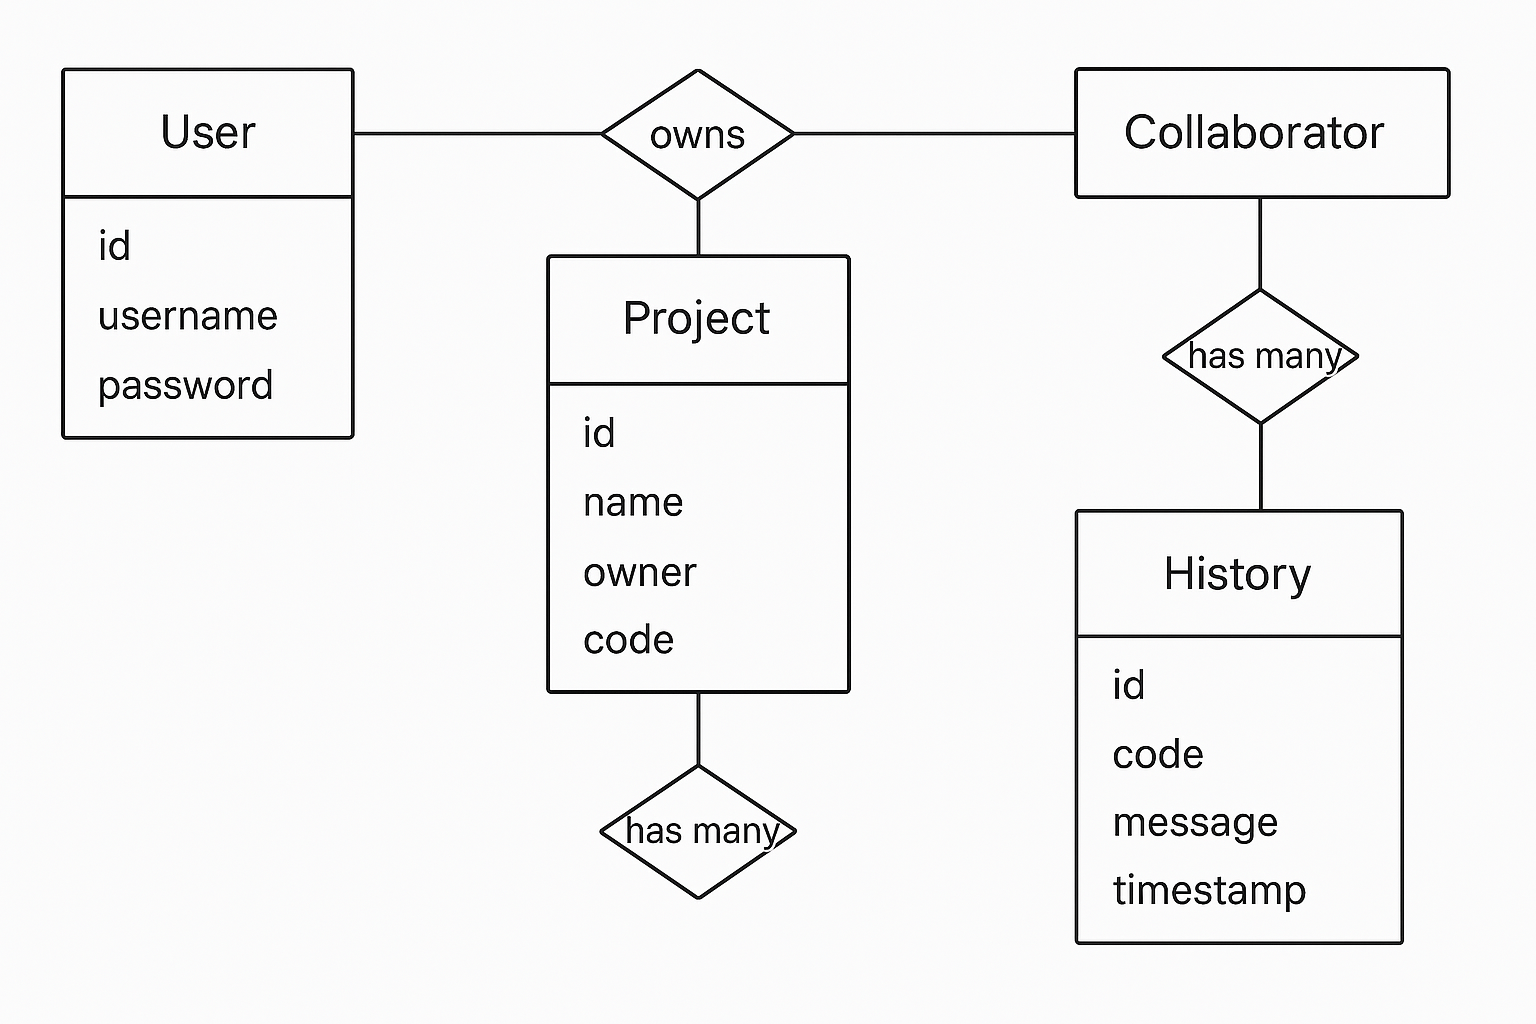 User
id
username
password
owns
Project
id
name
owner
code
has many
Collaborator
has many
History
id
code
message
timestamp